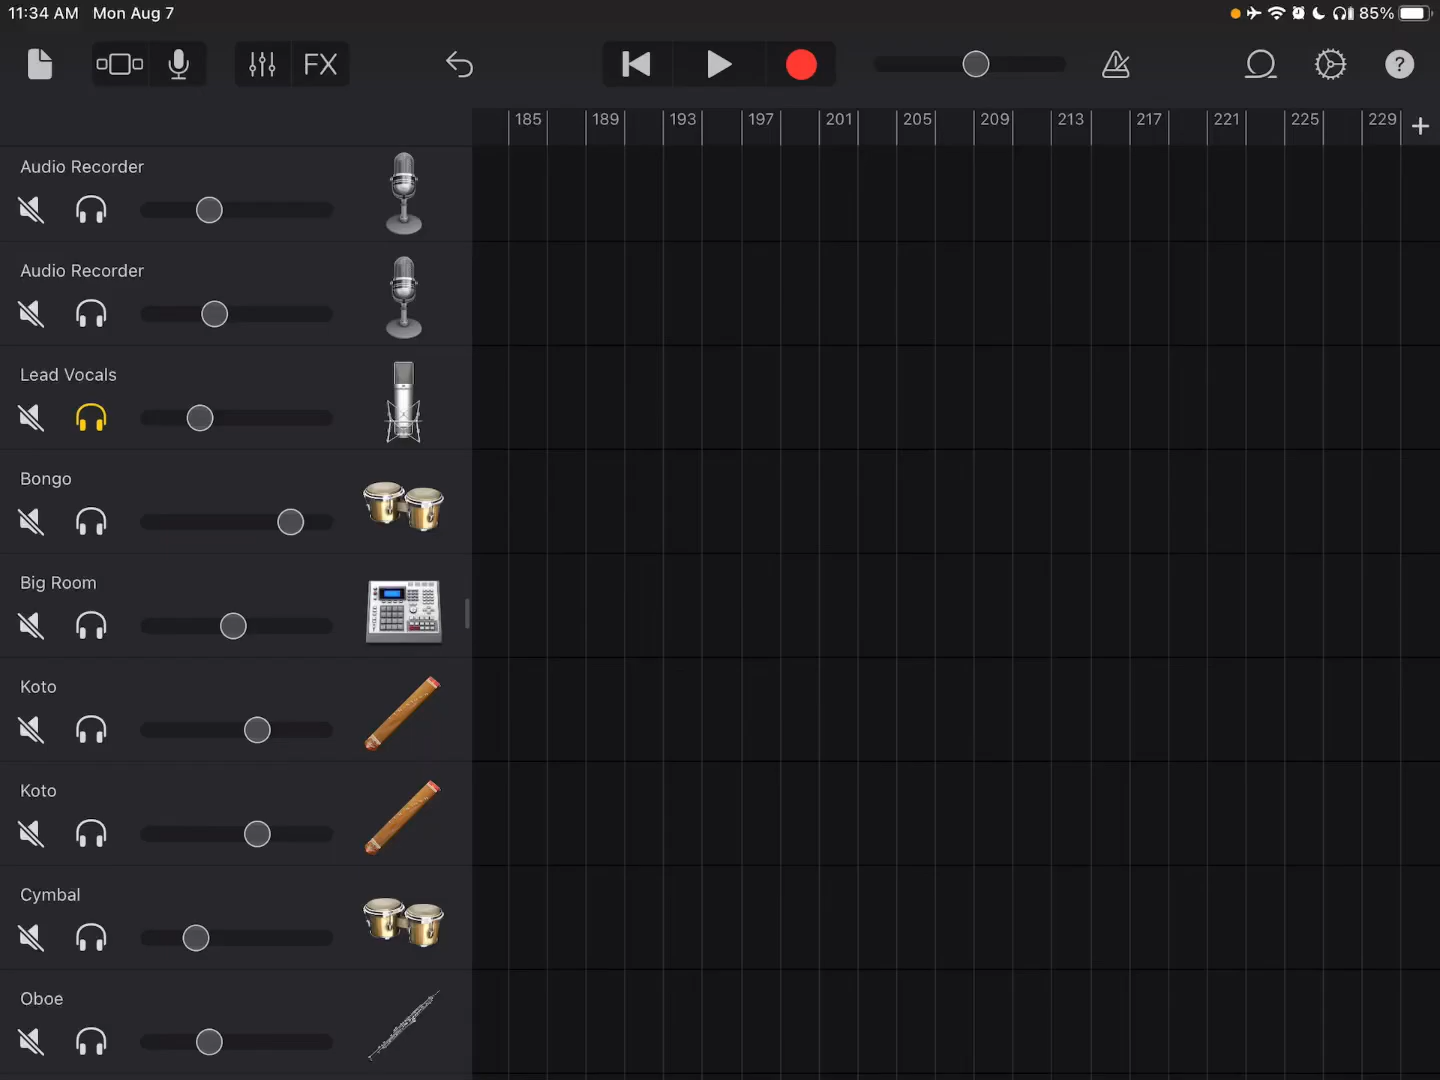 11:34 AM Mon Aug 7 85%
FX ?
185 189 193 197 201 205 209 213 217 221 225 229 +
Audio Recorder
Audio Recorder
Lead Vocals
Bongo
Big Room
Koto
Koto
Cymbal
Oboe